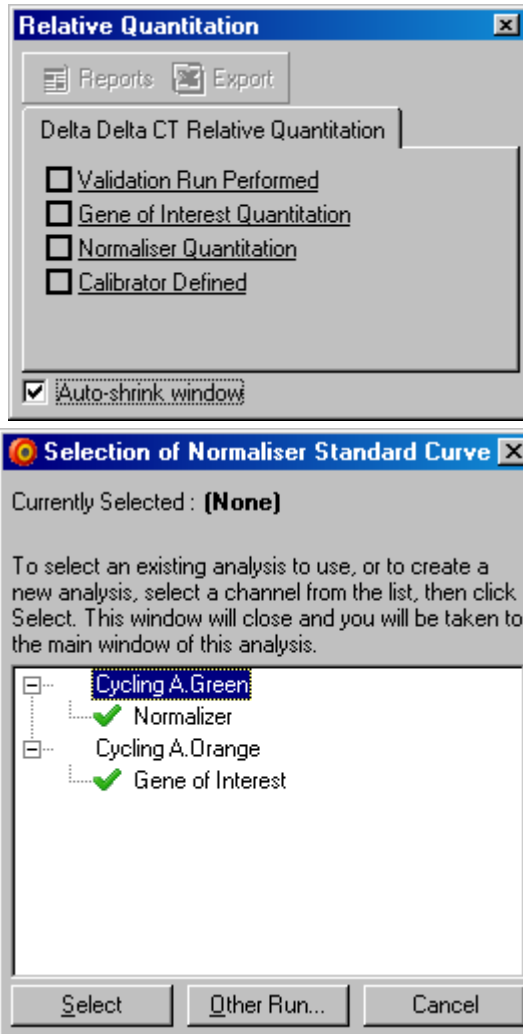 Relative Quantitation
Reports Export
Delta Delta CT Relative Quantitation
Validation Run Performed
Gene of Interest Quantitation
Normaliser Quantitation
Calibrator Defined
Auto-shrink window
Selection of Normaliser Standard Curve
Currently Selected : (None)
To select an existing analysis to use, or to create a
new analysis, select a channel from the list, then click
Select. This window will close and you will be taken to
the main window of this analysis.
Cycling A.Green
Normalizer
Cycling A.Orange
Gene of Interest
Select Other Run... Cancel